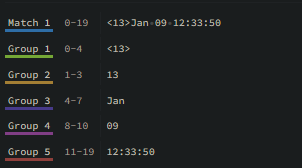 Match 1 0-19 <13>Jan·09·12:33:50
Group 1 0-4 <13>
Group 2 1-3 13
Group 3 4-7 Jan
Group 4 8-10 09
Group 5 11-19 12:33:50